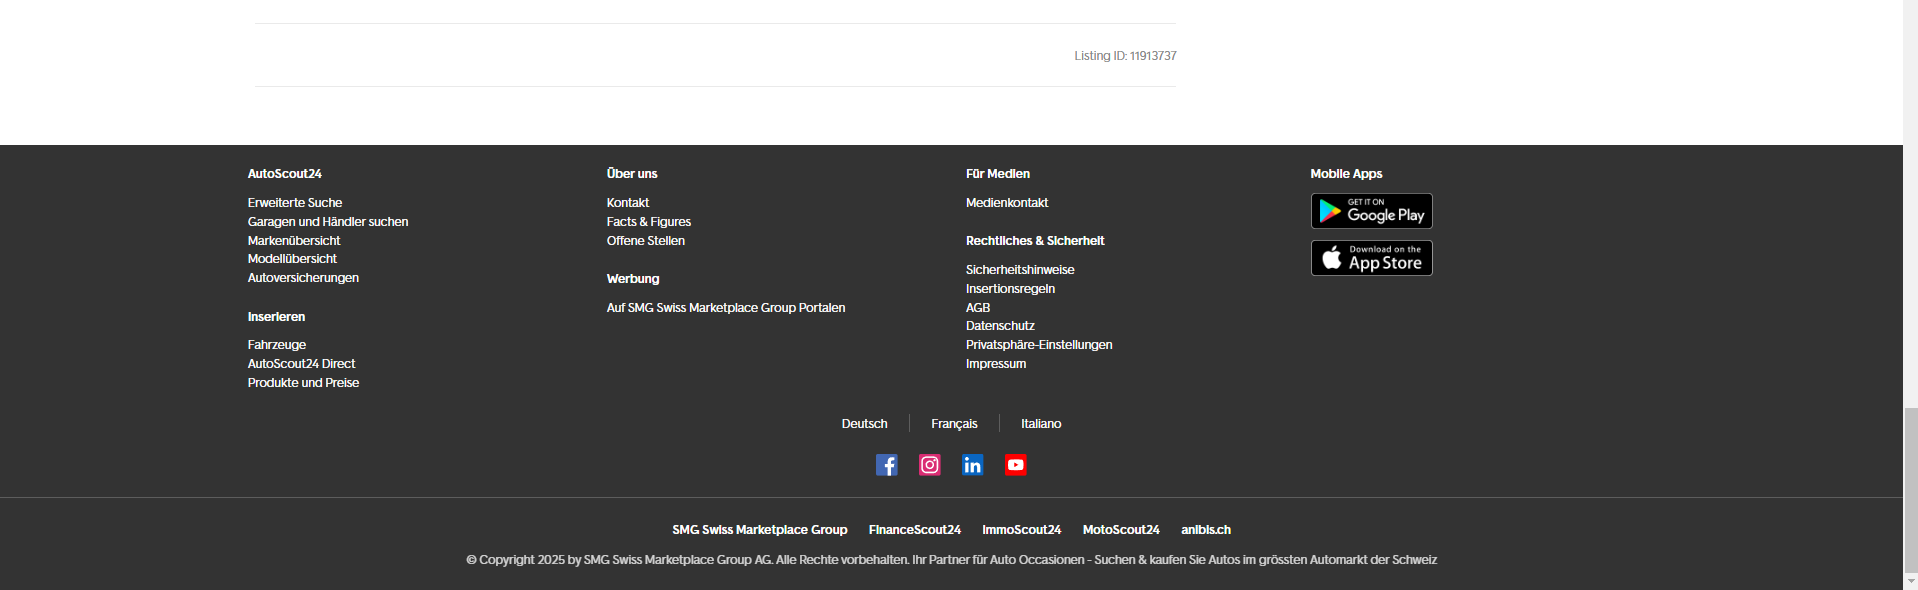 Listing ID: 11913737
AutoScout24
Erweiterte Suche
Garagen und Händler suchen
Markenübersicht
Modellübersicht
Autoversicherungen
Inserieren
Fahrzeuge
AutoScout24 Direct
Produkte und Preise
Über uns
Kontakt
Facts & Figures
Offene Stellen
Werbung
Auf SMG Swiss Marketplace Group Portalen
Für Medien
Medienkontakt
Rechtliches & Sicherheit
Sicherheitshinweise
Insertionsregeln
AGB
Datenschutz
Privatsphäre-Einstellungen
Impressum
Mobile Apps
GET IT ON
Google Play
Download on the
App Store
Deutsch Français Italiano
SMG Swiss Marketplace Group FinanceScout24 ImmoScout24 MotoScout24 anibis.ch
© Copyright 2025 by SMG Swiss Marketplace Group AG. Alle Rechte vorbehalten. Ihr Partner für Auto Occasionen - Suchen & kaufen Sie Autos im grössten Automarkt der Schweiz